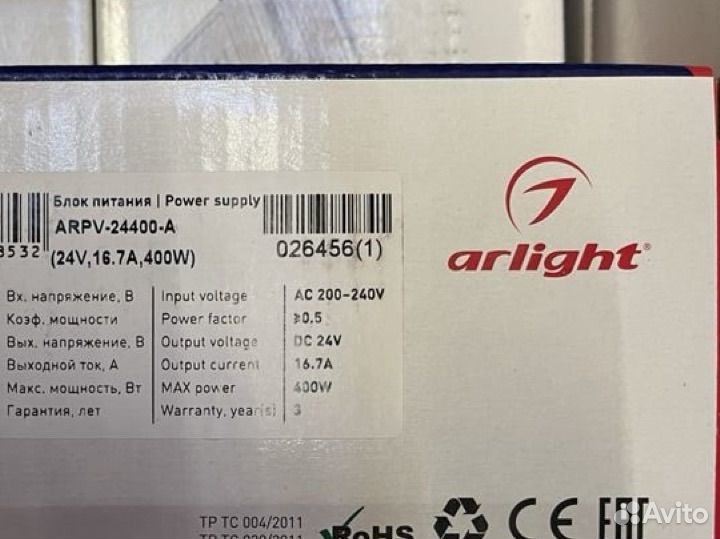 Блок питания | Power supply
ARPV-24400-A
(24V,16.7A,400W)
8532
026456(1)
arlight®
Вх. напряжение, В Input voltage AC 200-240V
Коэф. мощности Power factor ≥0,5
Вых. напряжение, В Output voltage DC 24V
Выходной ток, А Output current 16.7A
Макс. мощность, Вт MAX power 400W
Гарантия, лет Warranty, year(s) 3
ТР ТС 004/2011
RoHS CE EAC
Avito